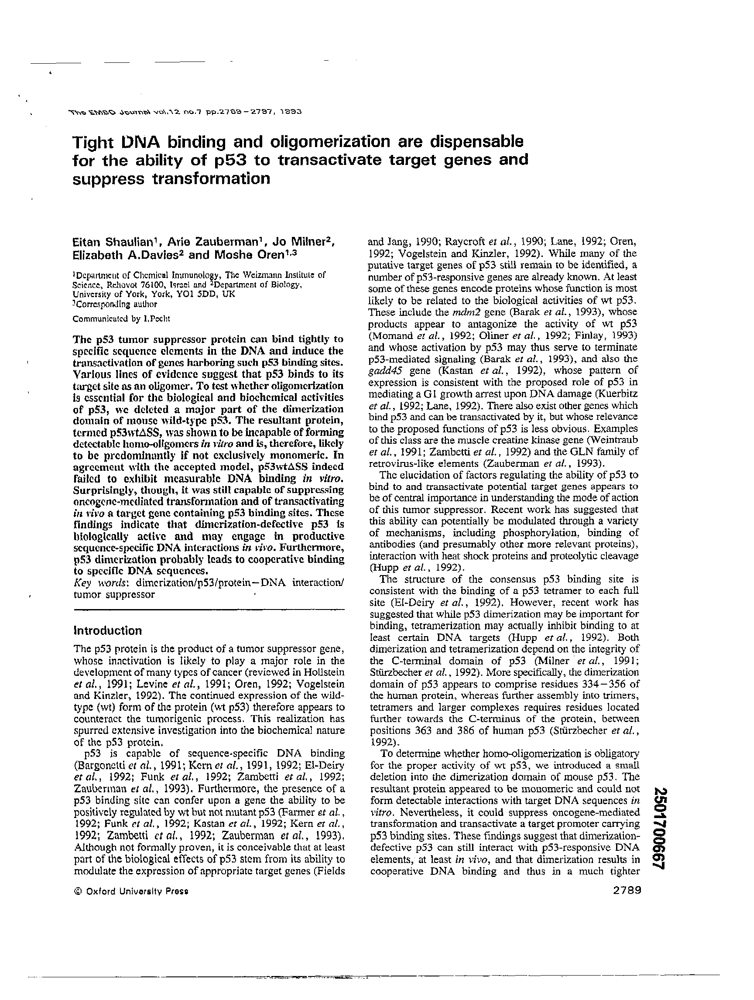 The EMBO Journal vol.12 no.7 pp.2789-2797, 1993
Tight DNA binding and oligomerization are dispensable
for the ability of p53 to transactivate target genes and
suppress transformation
Eitan Shaulian¹, Arie Zauberman¹, Jo Milner²,
Elizabeth A.Davies² and Moshe Oren¹,³
¹Department of Chemical Immunology, The Weizmann Institute of
Science, Rehovot 76100, Israel and ²Department of Biology,
University of York, York, YO1 5DD, UK
³Corresponding author
Communicated by I.Pecht
The p53 tumor suppressor protein can bind tightly to
specific sequence elements in the DNA and induce the
transactivation of genes harboring such p53 binding sites.
Various lines of evidence suggest that p53 binds to its
target site as an oligomer. To test whether oligomerization
is essential for the biological and biochemical activities
of p53, we deleted a major part of the dimerization
domain of mouse wild-type p53. The resultant protein,
termed p53wtΔSS, was shown to be incapable of forming
detectable homo-oligomers in vitro and is, therefore, likely
to be predominantly if not exclusively monomeric. In
agreement with the accepted model, p53wtΔSS indeed
failed to exhibit measurable DNA binding in vitro.
Surprisingly, though, it was still capable of suppressing
oncogene-mediated transformation and of transactivating
in vivo a target gene containing p53 binding sites. These
findings indicate that dimerization-defective p53 is
biologically active and may engage in productive
sequence-specific DNA interactions in vivo. Furthermore,
p53 dimerization probably leads to cooperative binding
to specific DNA sequences.
Key words: dimerization/p53/protein–DNA interaction/
tumor suppressor
Introduction
The p53 protein is the product of a tumor suppressor gene,
whose inactivation is likely to play a major role in the
development of many types of cancer (reviewed in Hollstein
et al., 1991; Levine et al., 1991; Oren, 1992; Vogelstein
and Kinzler, 1992). The continued expression of the wild-
type (wt) form of the protein (wt p53) therefore appears to
counteract the tumorigenic process. This realization has
spurred extensive investigation into the biochemical nature
of the p53 protein.
p53 is capable of sequence-specific DNA binding
(Bargonetti et al., 1991; Kern et al., 1991, 1992; El-Deiry
et al., 1992; Funk et al., 1992; Zambetti et al., 1992;
Zauberman et al., 1993). Furthermore, the presence of a
p53 binding site can confer upon a gene the ability to be
positively regulated by wt but not mutant p53 (Farmer et al.,
1992; Funk et al., 1992; Kastan et al., 1992; Kern et al.,
1992; Zambetti et al., 1992; Zauberman et al., 1993).
Although not formally proven, it is conceivable that at least
part of the biological effects of p53 stem from its ability to
modulate the expression of appropriate target genes (Fields
© Oxford University Press
and Jang, 1990; Raycroft et al., 1990; Lane, 1992; Oren,
1992; Vogelstein and Kinzler, 1992). While many of the
putative target genes of p53 still remain to be identified, a
number of p53-responsive genes are already known. At least
some of these genes encode proteins whose function is most
likely to be related to the biological activities of wt p53.
These include the mdm2 gene (Barak et al., 1993), whose
products appear to antagonize the activity of wt p53
(Momand et al., 1992; Oliner et al., 1992; Finlay, 1993)
and whose activation by p53 may thus serve to terminate
p53-mediated signaling (Barak et al., 1993), and also the
gadd45 gene (Kastan et al., 1992), whose pattern of
expression is consistent with the proposed role of p53 in
mediating a G1 growth arrest upon DNA damage (Kuerbitz
et al., 1992; Lane, 1992). There also exist other genes which
bind p53 and can be transactivated by it, but whose relevance
to the proposed functions of p53 is less obvious. Examples
of this class are the muscle creatine kinase gene (Weintraub
et al., 1991; Zambetti et al., 1992) and the GLN family of
retrovirus-like elements (Zauberman et al., 1993).
The elucidation of factors regulating the ability of p53 to
bind to and transactivate potential target genes appears to
be of central importance in understanding the mode of action
of this tumor suppressor. Recent work has suggested that
this ability can potentially be modulated through a variety
of mechanisms, including phosphorylation, binding of
antibodies (and presumably other more relevant proteins),
interaction with heat shock proteins and proteolytic cleavage
(Hupp et al., 1992).
The structure of the consensus p53 binding site is
consistent with the binding of a p53 tetramer to each full
site (El-Deiry et al., 1992). However, recent work has
suggested that while p53 dimerization may be important for
binding, tetramerization may actually inhibit binding to at
least certain DNA targets (Hupp et al., 1992). Both
dimerization and tetramerization depend on the integrity of
the C-terminal domain of p53 (Milner et al., 1991;
Stürzbecher et al., 1992). More specifically, the dimerization
domain of p53 appears to comprise residues 334–356 of
the human protein, whereas further assembly into trimers,
tetramers and larger complexes requires residues located
further towards the C-terminus of the protein, between
positions 363 and 386 of human p53 (Stürzbecher et al.,
1992).
To determine whether homo-oligomerization is obligatory
for the proper activity of wt p53, we introduced a small
deletion into the dimerization domain of mouse p53. The
resultant protein appeared to be monomeric and could not
form detectable interactions with target DNA sequences in
vitro. Nevertheless, it could suppress oncogene-mediated
transformation and transactivate a target promoter carrying
p53 binding sites. These findings suggest that dimerization-
defective p53 can still interact with p53-responsive DNA
elements, at least in vivo, and that dimerization results in
cooperative DNA binding and thus in a much tighter
2789
2501700667